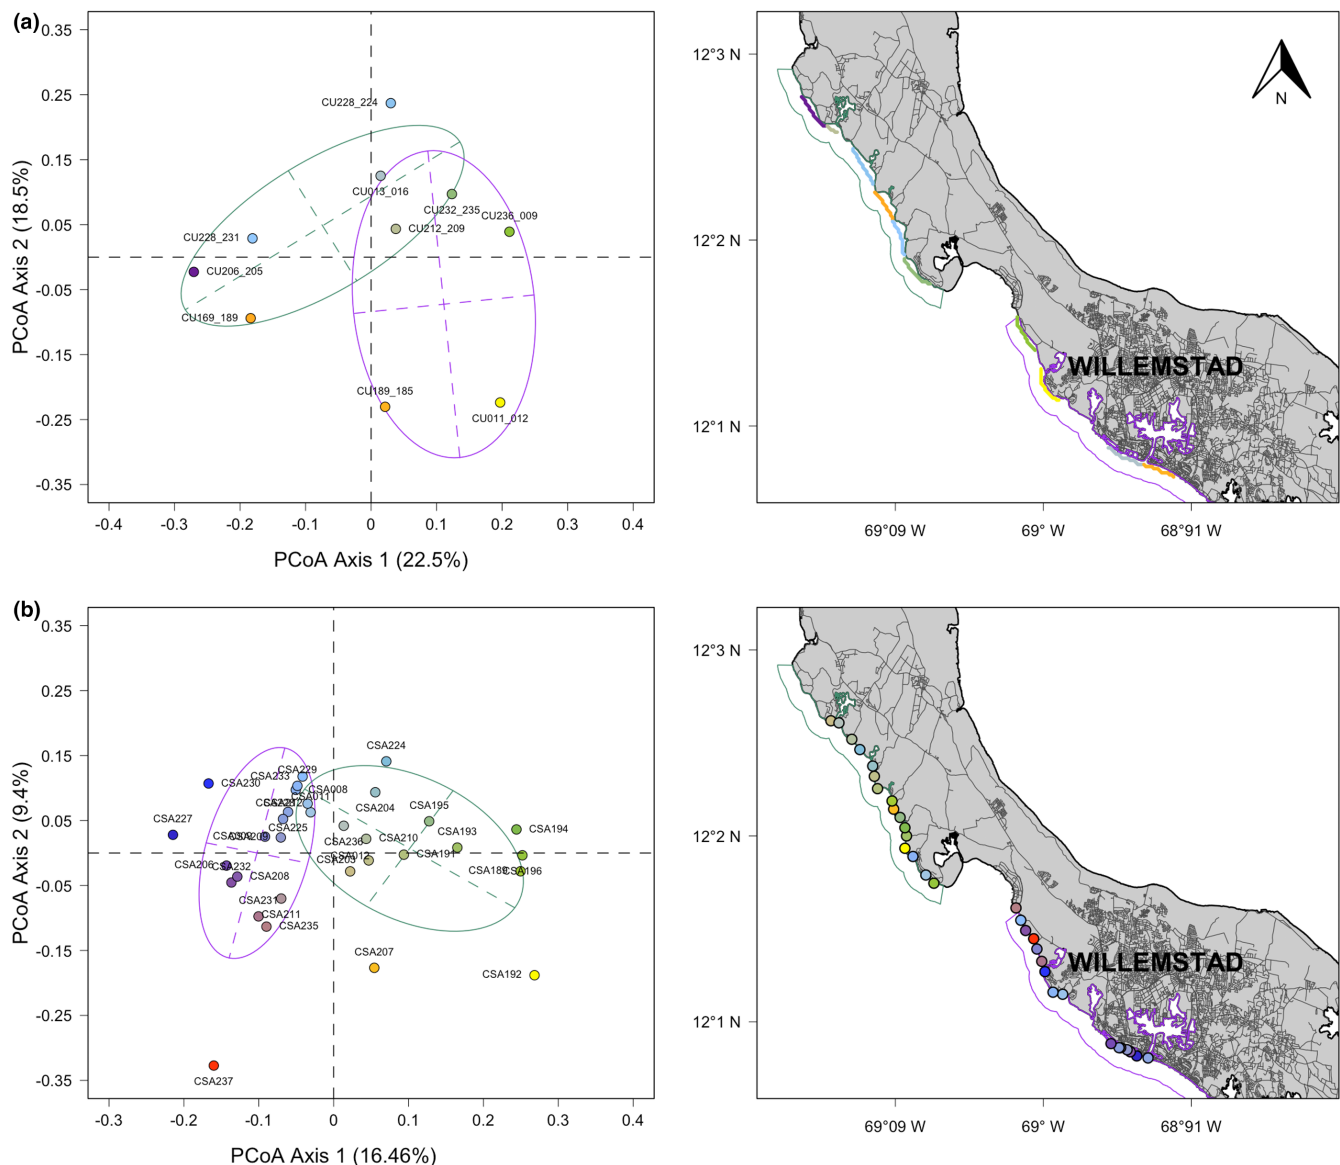 (a)
0.35
0.25
0.15
0.05
-0.05
-0.15
-0.25
-0.35
PCoA Axis 2 (18.5%)
CU228_224
CU013_016
CU232_235
CU236_009
CU212_209
CU228_231
CU206_205
CU169_189
CU189_185
CU011_012
-0.4 -0.3 -0.2 -0.1 0 0.1 0.2 0.3 0.4
PCoA Axis 1 (22.5%)
12°3 N
12°2 N
12°1 N
N
WILLEMSTAD
69°09 W 69° W 68°91 W
(b)
0.35
0.25
0.15
0.05
-0.05
-0.15
-0.25
-0.35
PCoA Axis 2 (9.4%)
CSA224
CSA229
CSA233
CSA230
CSA008
CSA011
CSA204
CSA195
CSA227
CSA225
CSA193
CSA194
CSA209
CSA236
CSA210
CSA012
CSA203
CSA191
CSA206
CSA232
CSA189
CSA196
CSA208
CSA231
CSA211
CSA235
CSA207
CSA192
CSA237
-0.3 -0.2 -0.1 0 0.1 0.2 0.3 0.4
PCoA Axis 1 (16.46%)
12°3 N
12°2 N
12°1 N
WILLEMSTAD
69°09 W 69° W 68°91 W